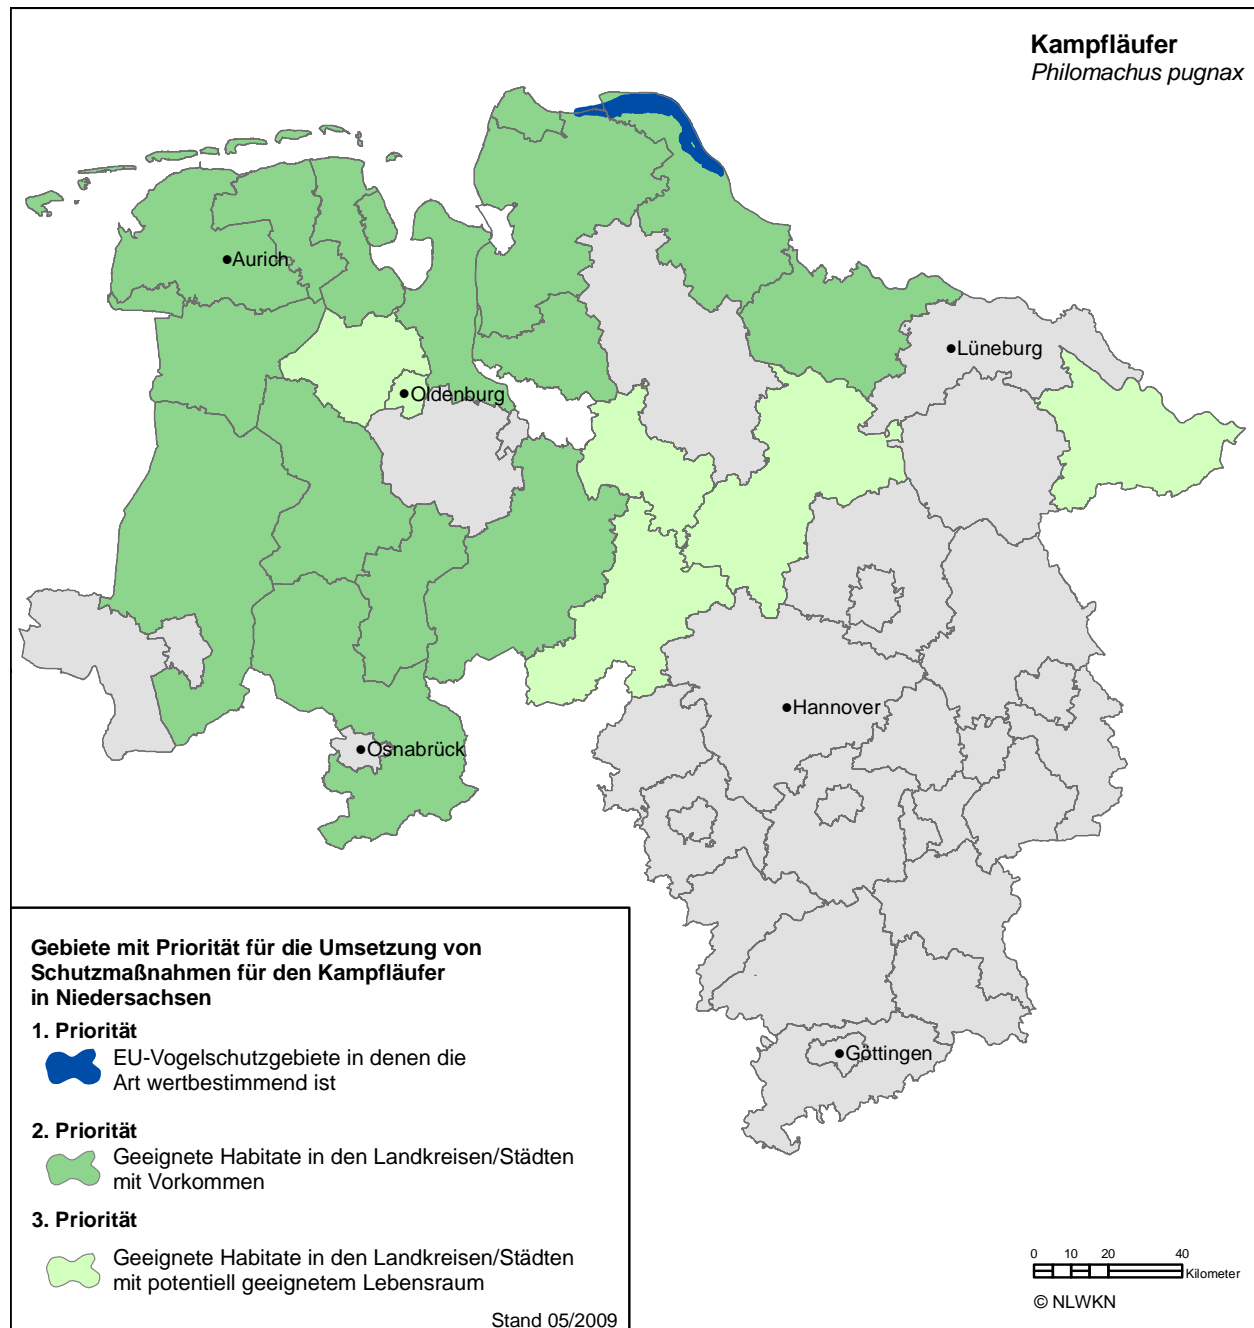 Kampfläufer
Philomachus pugnax
Aurich
Lüneburg
Oldenburg
Hannover
Osnabrück
Göttingen
Gebiete mit Priorität für die Umsetzung von
Schutzmaßnahmen für den Kampfläufer
in Niedersachsen
1. Priorität
EU-Vogelschutzgebiete in denen die
Art wertbestimmend ist
2. Priorität
Geeignete Habitate in den Landkreisen/Städten
mit Vorkommen
3. Priorität
Geeignete Habitate in den Landkreisen/Städten
mit potentiell geeignetem Lebensraum
Stand 05/2009
0 10 20 40
Kilometer
© NLWKN